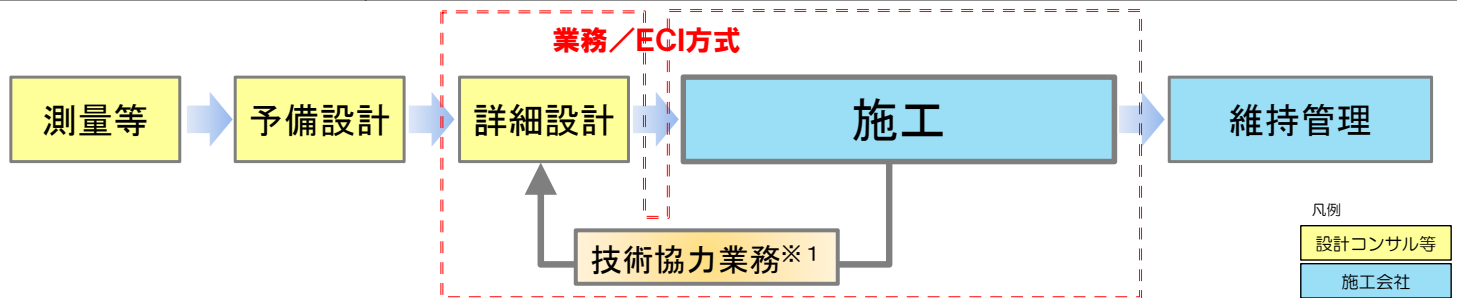 業務／ECI方式
測量等
予備設計
詳細設計
施工
維持管理
技術協力業務※１
凡例
設計コンサル等
施工会社